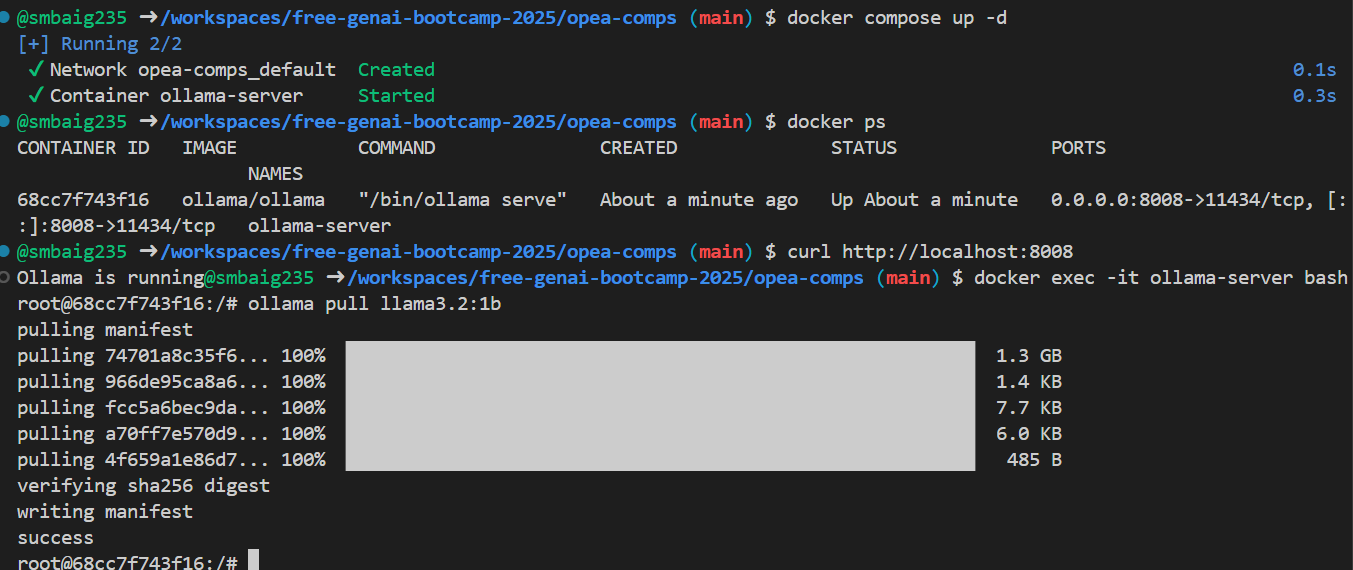 @smbaig235 ➜/workspaces/free-genai-bootcamp-2025/opea-comps (main) $ docker compose up -d
[+] Running 2/2
✓ Network opea-comps_default  Created  0.1s
✓ Container ollama-server  Started  0.3s
@smbaig235 ➜/workspaces/free-genai-bootcamp-2025/opea-comps (main) $ docker ps
CONTAINER ID   IMAGE   COMMAND   CREATED   STATUS   PORTS
NAMES
68cc7f743f16   ollama/ollama   "/bin/ollama serve"   About a minute ago   Up About a minute   0.0.0.0:8008->11434/tcp, [:
:]:8008->11434/tcp   ollama-server
@smbaig235 ➜/workspaces/free-genai-bootcamp-2025/opea-comps (main) $ curl http://localhost:8008
Ollama is running@smbaig235 ➜/workspaces/free-genai-bootcamp-2025/opea-comps (main) $ docker exec -it ollama-server bash
root@68cc7f743f16:/# ollama pull llama3.2:1b
pulling manifest
pulling 74701a8c35f6... 100%  1.3 GB
pulling 966de95ca8a6... 100%  1.4 KB
pulling fcc5a6bec9da... 100%  7.7 KB
pulling a70ff7e570d9... 100%  6.0 KB
pulling 4f659a1e86d7... 100%  485 B
verifying sha256 digest
writing manifest
success
root@68cc7f743f16:/#